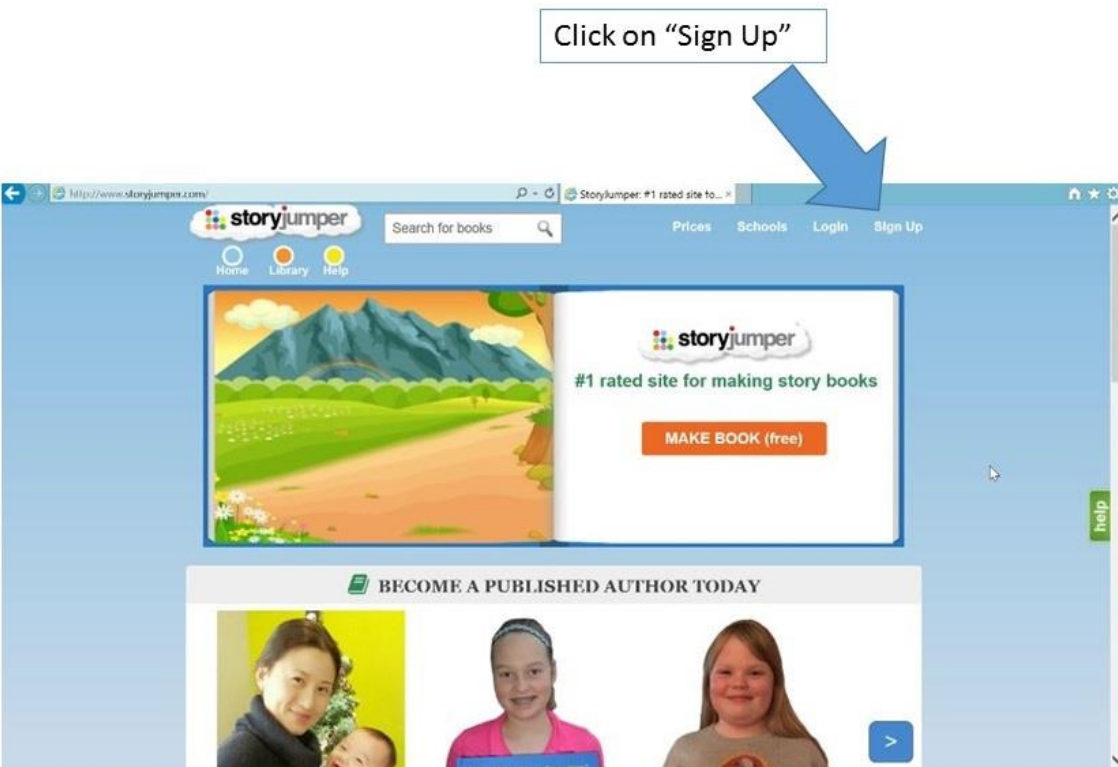 Click on “Sign Up”
http://www.storyjumper.com/
StoryJumper: #1 rated site fo...
storyjumper
Search for books
Prices Schools Login Sign Up
Home Library Help
storyjumper
#1 rated site for making story books
MAKE BOOK (free)
help
BECOME A PUBLISHED AUTHOR TODAY
>